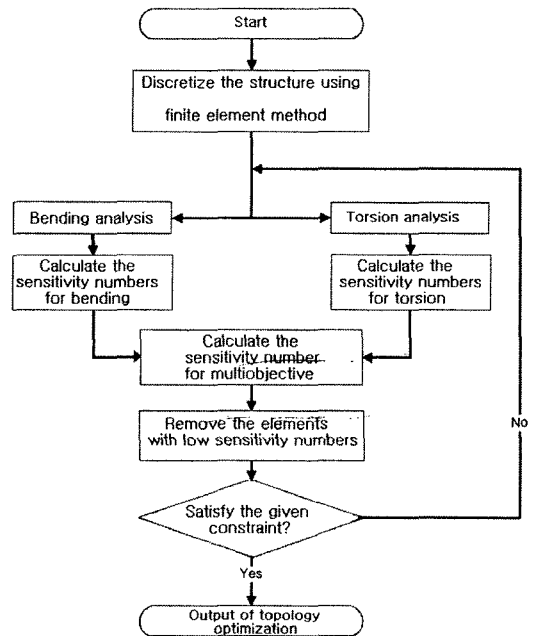 Start
Discretize the structure using
finite element method
Bending analysis
Torsion analysis
Calculate the
sensitivity numbers
for bending
Calculate the
sensitivity numbers
for torsion
Calculate the
sensitivity number
for multiobjective
Remove the elements
with low sensitivity numbers
No
Satisfy the given
constraint?
Yes
Output of topology
optimization